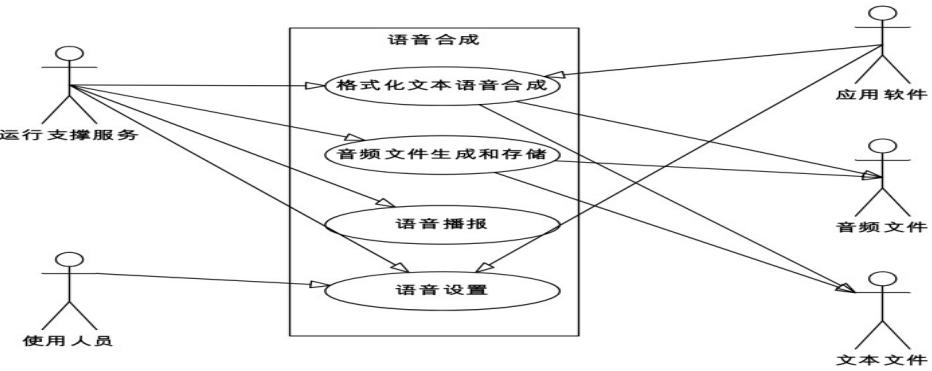 语音合成
格式化文本语音合成
应用软件
运行支撑服务
音频文件生成和存储
语音播报
音频文件
语音设置
使用人员
文本文件